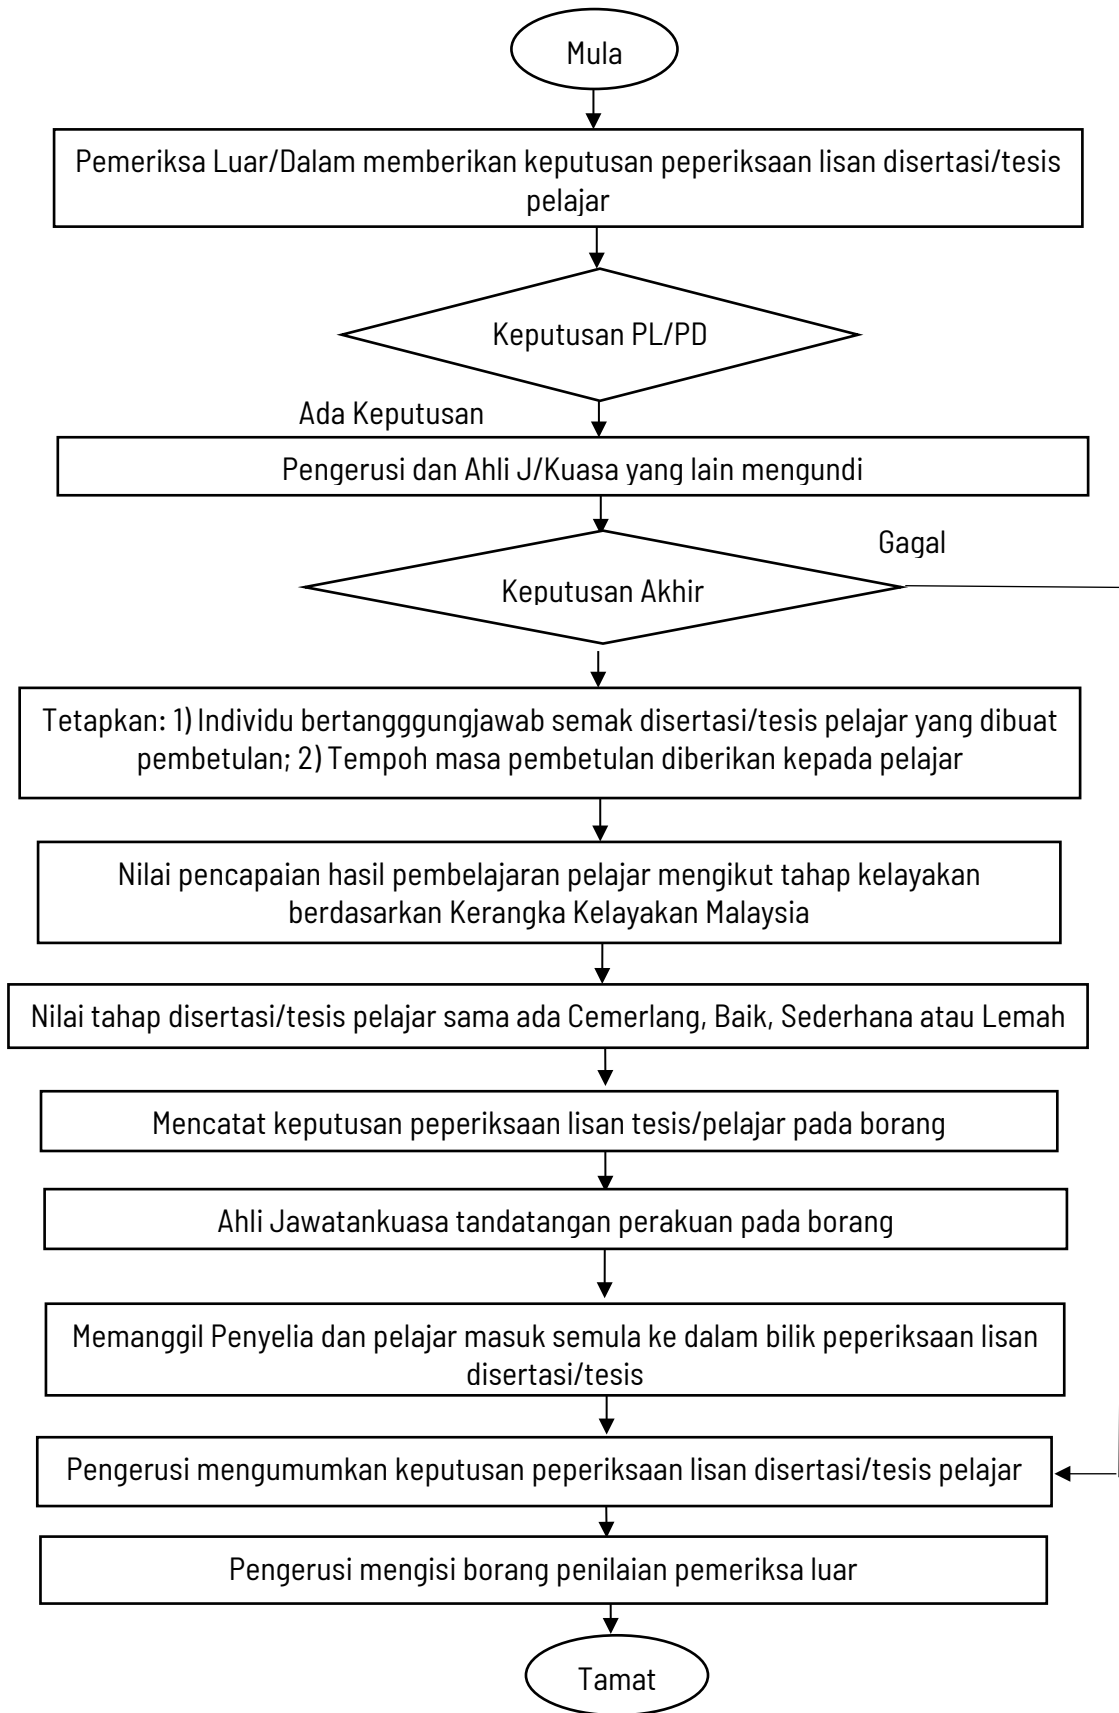 Mula
Pemeriksa Luar/Dalam memberikan keputusan peperiksaan lisan disertasi/tesis
pelajar
Keputusan PL/PD
Ada Keputusan
Pengerusi dan Ahli J/Kuasa yang lain mengundi
Gagal
Keputusan Akhir
Tetapkan: 1) Individu bertangggungjawab semak disertasi/tesis pelajar yang dibuat
pembetulan; 2) Tempoh masa pembetulan diberikan kepada pelajar
Nilai pencapaian hasil pembelajaran pelajar mengikut tahap kelayakan
berdasarkan Kerangka Kelayakan Malaysia
Nilai tahap disertasi/tesis pelajar sama ada Cemerlang, Baik, Sederhana atau Lemah
Mencatat keputusan peperiksaan lisan tesis/pelajar pada borang
Ahli Jawatankuasa tandatangan perakuan pada borang
Memanggil Penyelia dan pelajar masuk semula ke dalam bilik peperiksaan lisan
disertasi/tesis
Pengerusi mengumumkan keputusan peperiksaan lisan disertasi/tesis pelajar
Pengerusi mengisi borang penilaian pemeriksa luar
Tamat